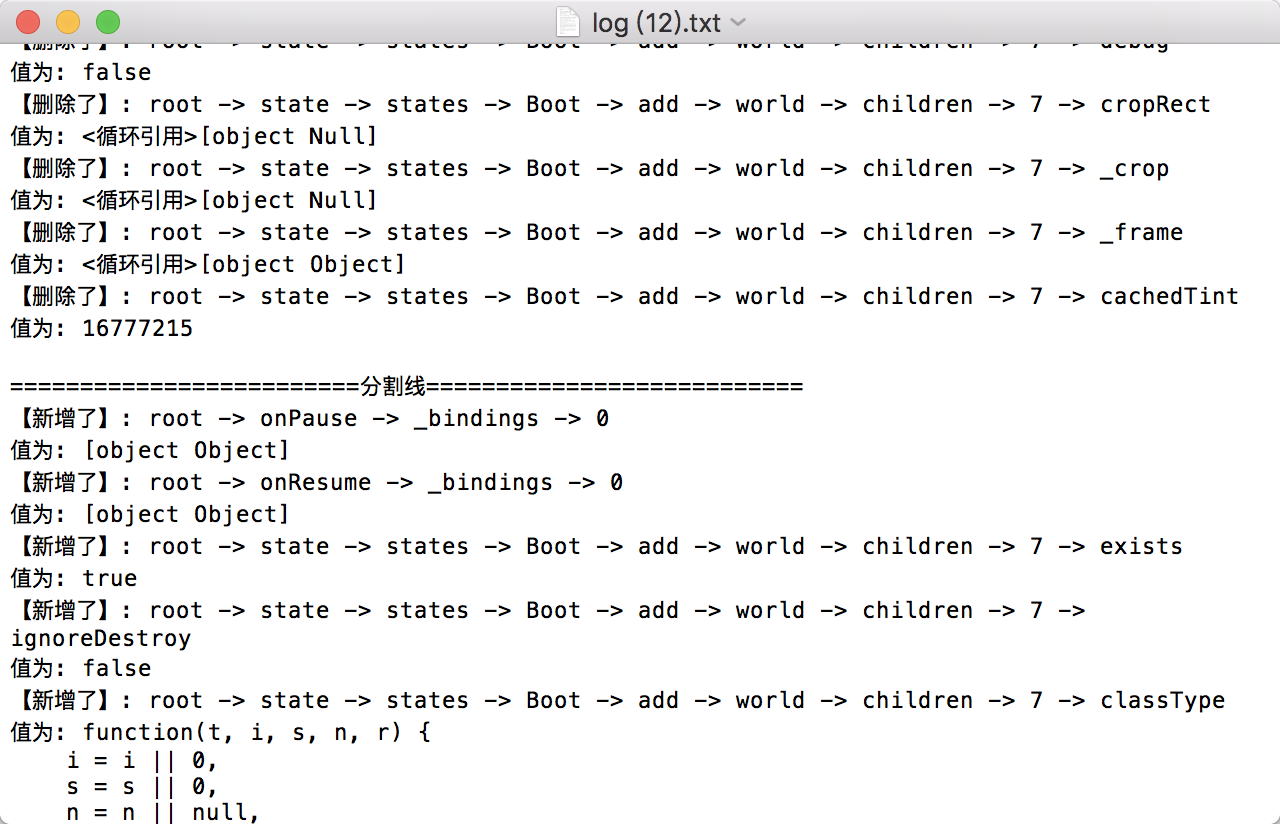 log (12).txt
【删除了】: root -> state -> states -> Boot -> add -> world -> children -> 7 -> debug
值为: false
【删除了】: root -> state -> states -> Boot -> add -> world -> children -> 7 -> cropRect
值为: <循环引用>[object Null]
【删除了】: root -> state -> states -> Boot -> add -> world -> children -> 7 -> _crop
值为: <循环引用>[object Null]
【删除了】: root -> state -> states -> Boot -> add -> world -> children -> 7 -> _frame
值为: <循环引用>[object Object]
【删除了】: root -> state -> states -> Boot -> add -> world -> children -> 7 -> cachedTint
值为: 16777215
=========================分割线===========================
【新增了】: root -> onPause -> _bindings -> 0
值为: [object Object]
【新增了】: root -> onResume -> _bindings -> 0
值为: [object Object]
【新增了】: root -> state -> states -> Boot -> add -> world -> children -> 7 -> exists
值为: true
【新增了】: root -> state -> states -> Boot -> add -> world -> children -> 7 ->
ignoreDestroy
值为: false
【新增了】: root -> state -> states -> Boot -> add -> world -> children -> 7 -> classType
值为: function(t, i, s, n, r) {
i = i || 0,
s = s || 0,
n = n || null,